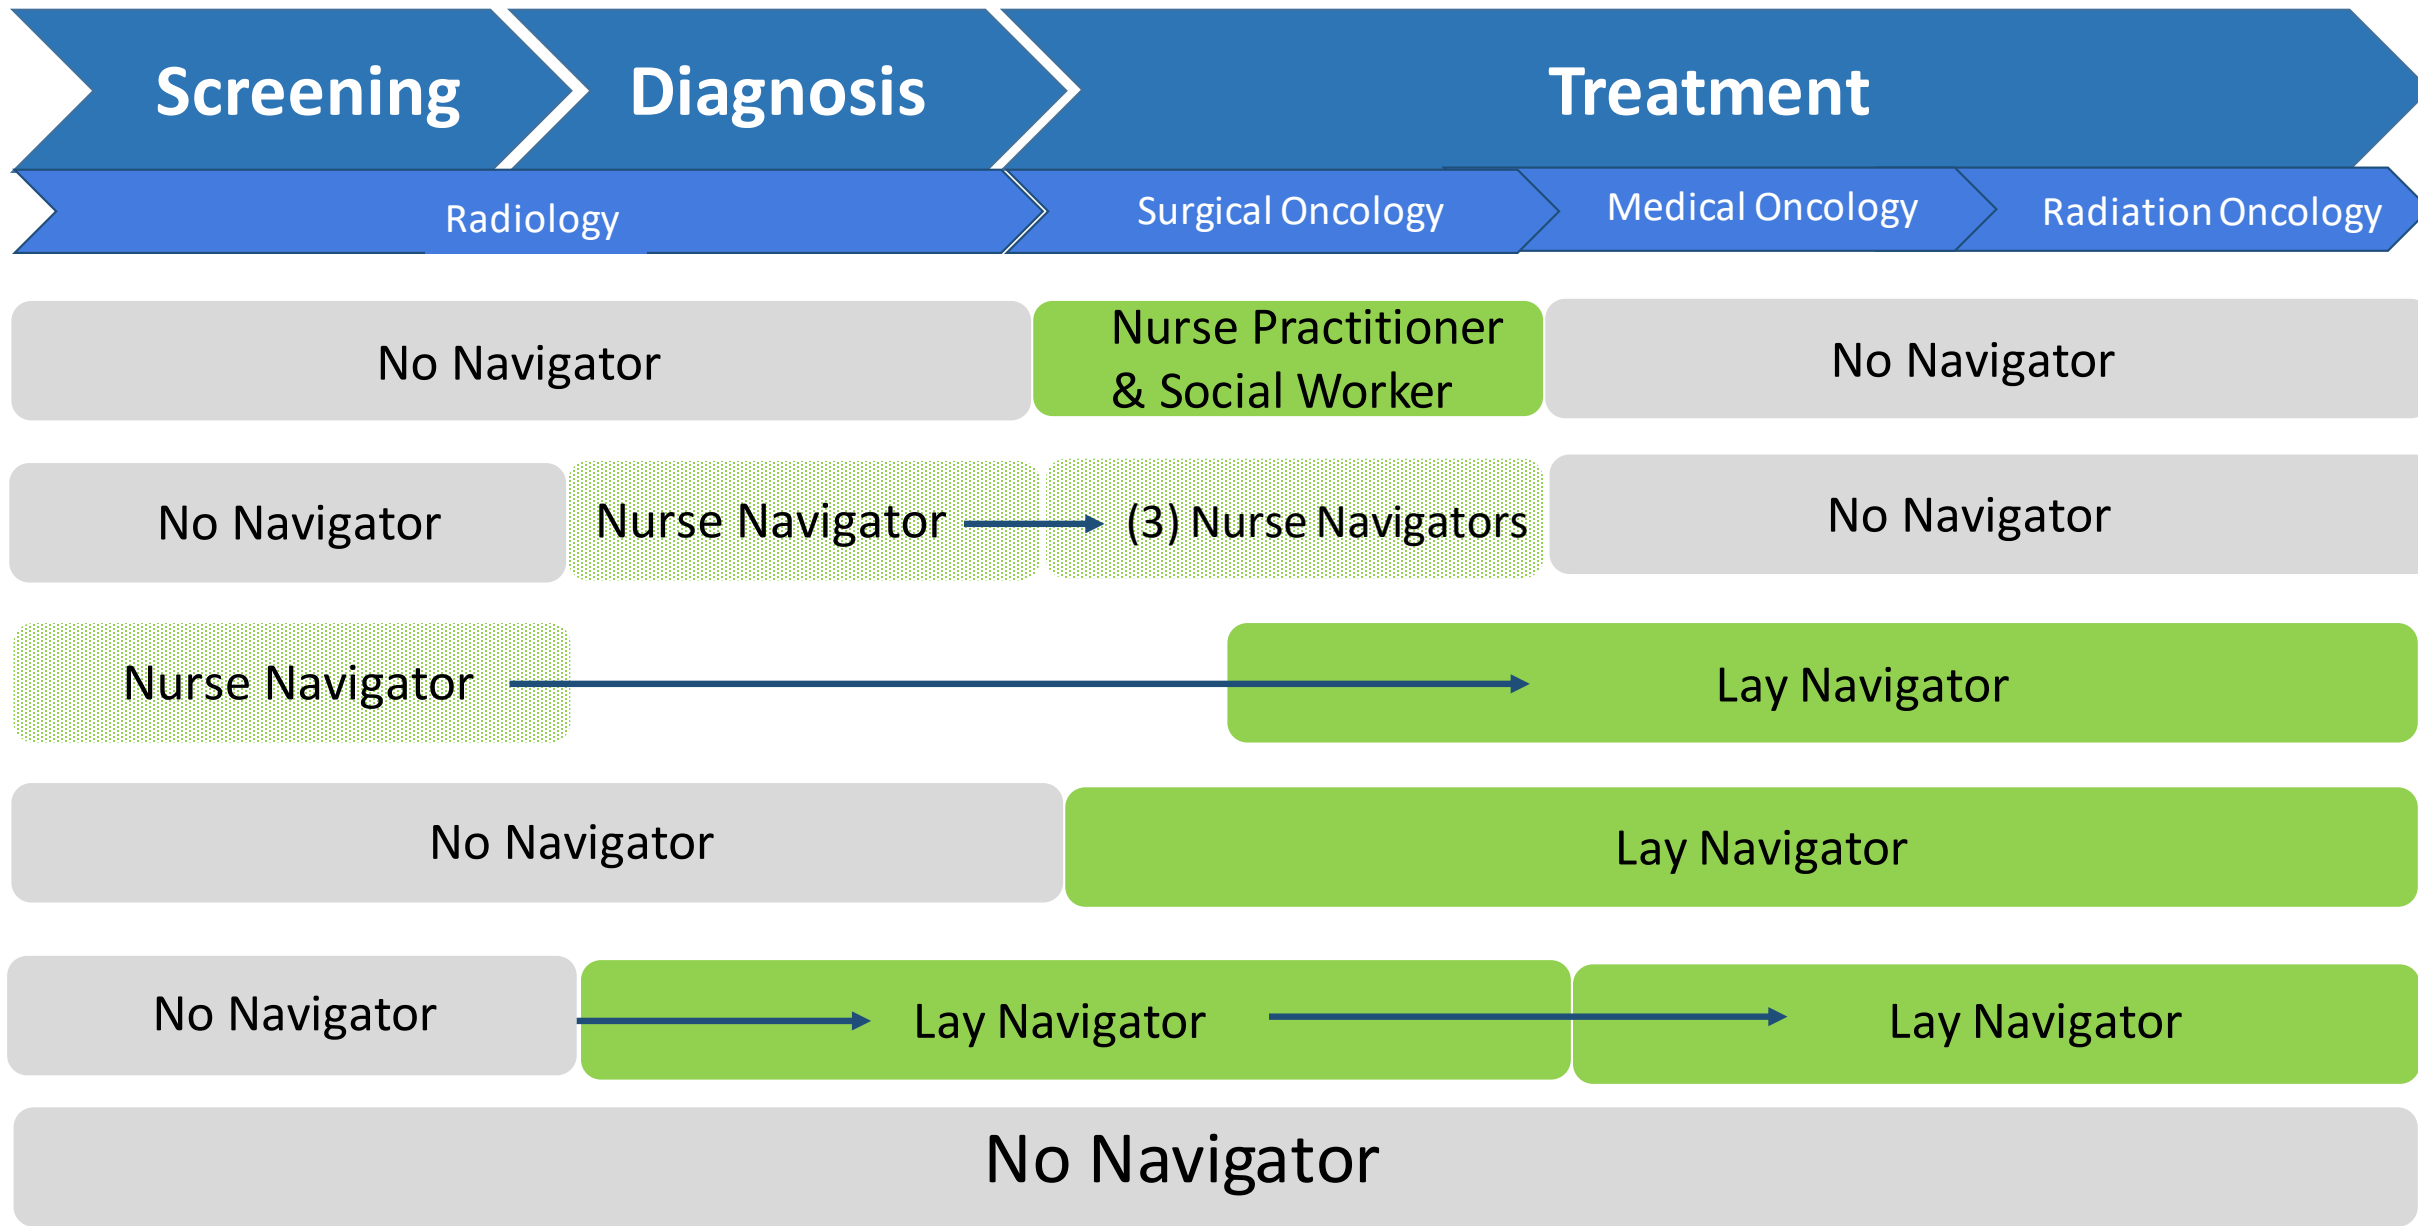 Screening
Diagnosis
Treatment
Radiology
Surgical Oncology
Medical Oncology
Radiation Oncology
No Navigator
Nurse Practitioner
& Social Worker
No Navigator
No Navigator
Nurse Navigator
(3) Nurse Navigators
No Navigator
Nurse Navigator
Lay Navigator
No Navigator
Lay Navigator
No Navigator
Lay Navigator
Lay Navigator
No Navigator